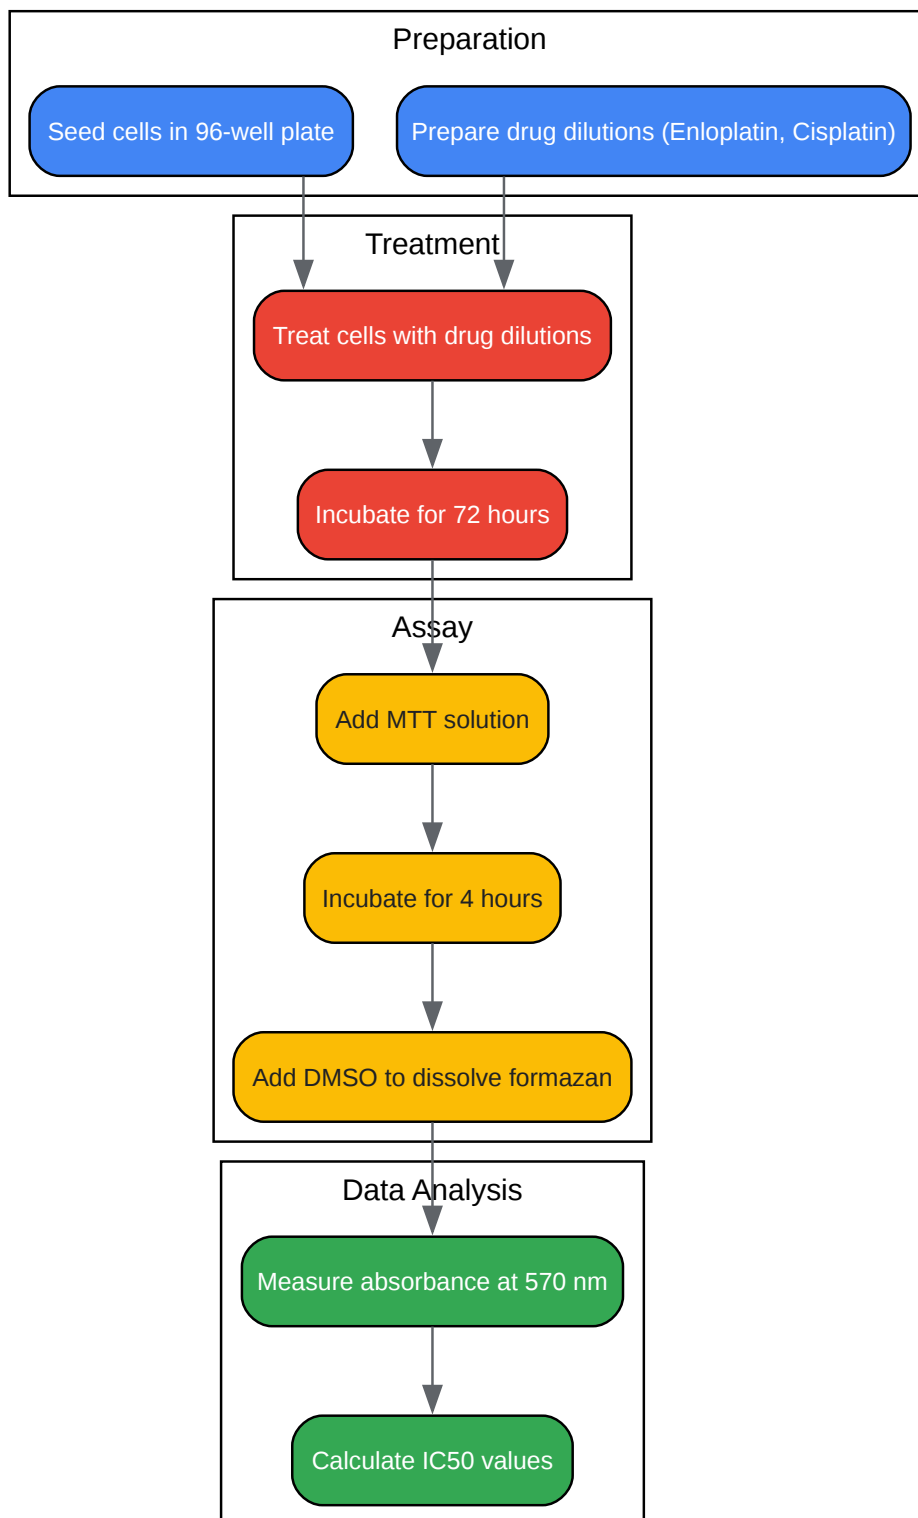 Preparation
Seed cells in 96-well plate
Prepare drug dilutions (Enloplatin, Cisplatin)
Treatment
Treat cells with drug dilutions
Incubate for 72 hours
Assay
Add MTT solution
Incubate for 4 hours
Add DMSO to dissolve formazan
Data Analysis
Measure absorbance at 570 nm
Calculate IC50 values